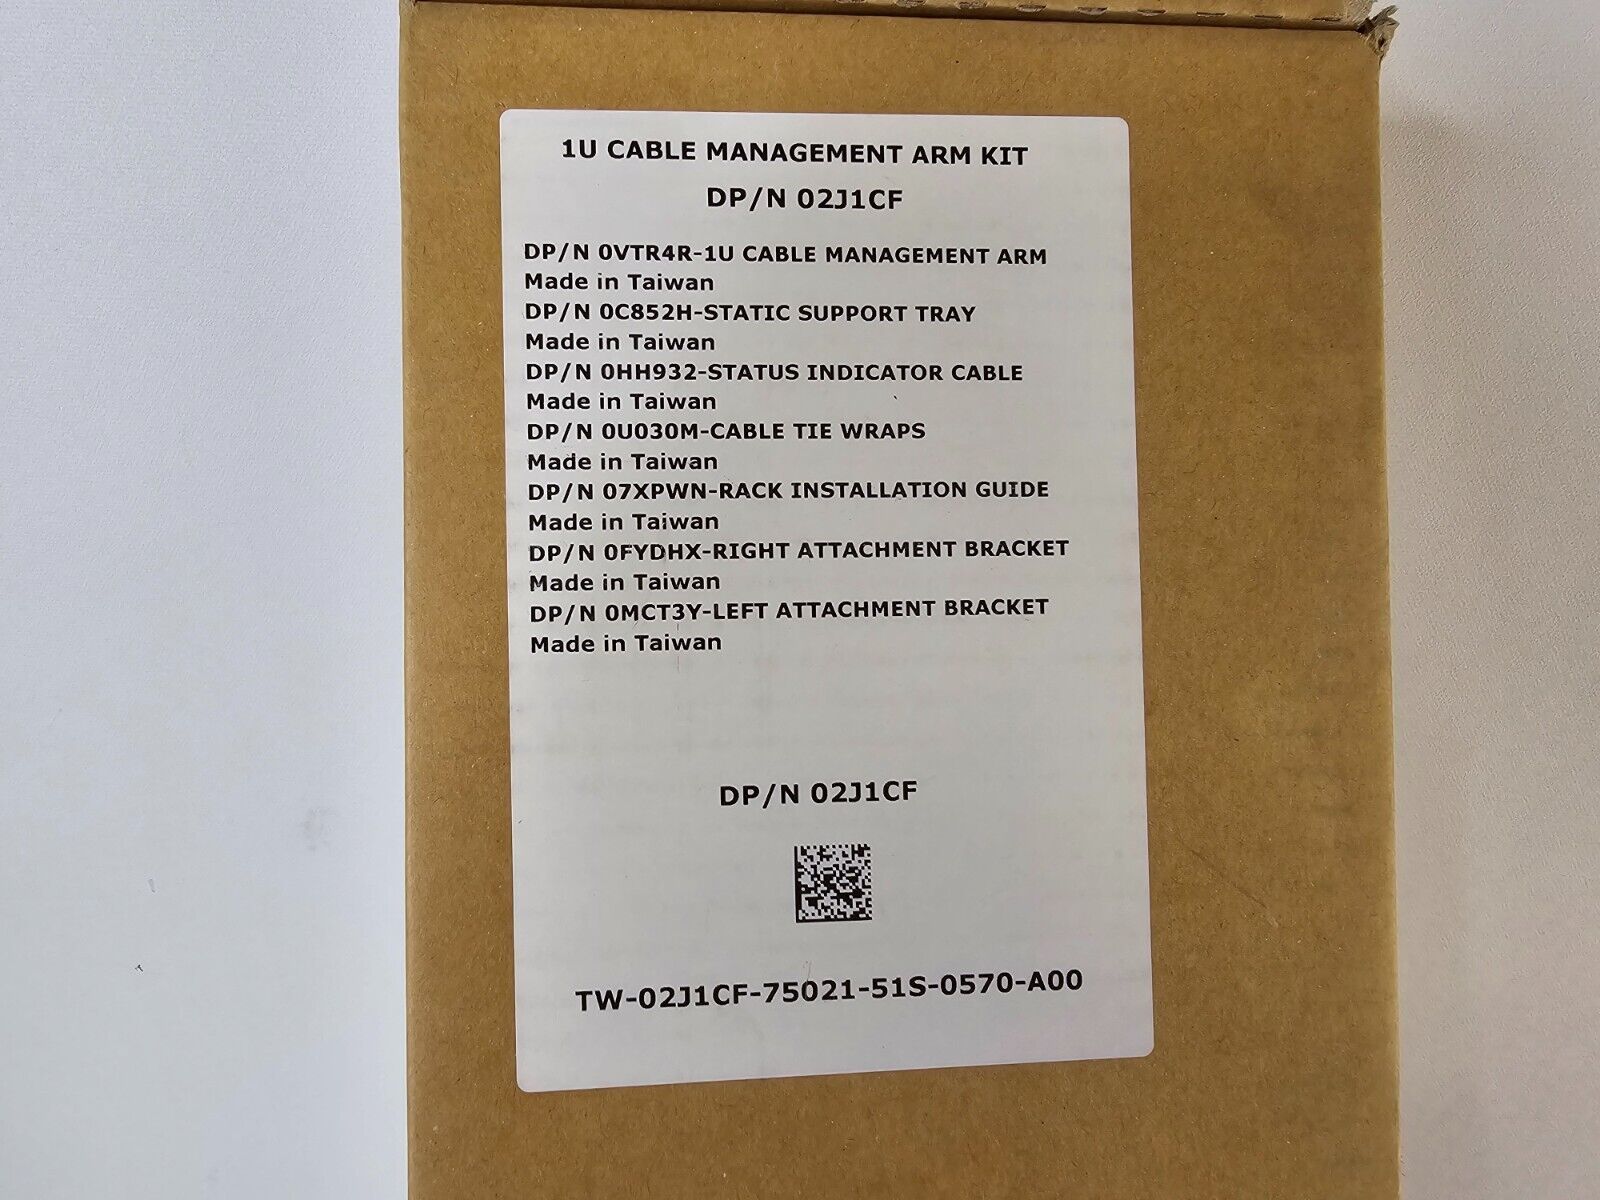 1U CABLE MANAGEMENT ARM KIT
DP/N 02J1CF
DP/N 0VTR4R-1U CABLE MANAGEMENT ARM
Made in Taiwan
DP/N 0C852H-STATIC SUPPORT TRAY
Made in Taiwan
DP/N 0HH932-STATUS INDICATOR CABLE
Made in Taiwan
DP/N 0U030M-CABLE TIE WRAPS
Made in Taiwan
DP/N 07XPWN-RACK INSTALLATION GUIDE
Made in Taiwan
DP/N 0FYDHX-RIGHT ATTACHMENT BRACKET
Made in Taiwan
DP/N 0MCT3Y-LEFT ATTACHMENT BRACKET
Made in Taiwan
DP/N 02J1CF
TW-02J1CF-75021-51S-0570-A00